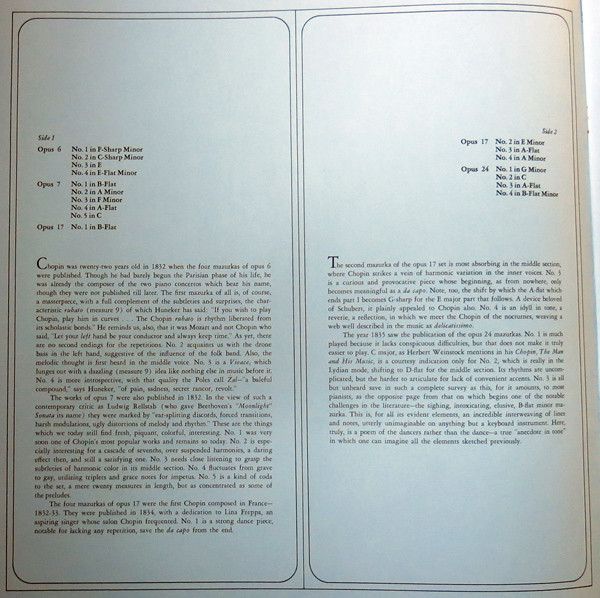 Side 1
Opus 6 No. 1 in F-Sharp Minor
No. 2 in C-Sharp Minor
No. 3 in E
No. 4 in E-Flat Minor
Opus 7 No. 1 in B-Flat
No. 2 in A Minor
No. 3 in F Minor
No. 4 in A-Flat
No. 5 in C
Opus 17 No. 1 in B-Flat
Chopin was twenty-two years old in 1832 when the four mazurkas of opus 6
were published. Though he had barely begun the Parisian phase of his life, he
was already the composer of the two piano concertos which bear his name,
though they were not published till later. The first mazurka of all is, of course,
a masterpiece, with a full complement of the subtleties and surprises, the char-
acteristic rubato (measure 9) of which Huneker has said: "If you wish to play
Chopin, play him in curves . . . The Chopin rubato is rhythm liberated from
its scholastic bonds." He reminds us, also, that it was Mozart and not Chopin who
said, "Let your left hand be your conductor and always keep time." As yet, there
are no second endings for the repetitions. No. 2 acquaints us with the drone
bass in the left hand, suggestive of the influence of the folk band. Also, the
melodic thought is first heard in the middle voice. No. 3 is a Vivace, which
lunges out with a dazzling (measure 9) idea like nothing else in music before it.
No. 4 is more introspective, with that quality the Poles call Zal—"a baleful
compound," says Huneker, "of pain, sadness, secret rancor, revolt."
The works of opus 7 were also published in 1832. In the view of such a
contemporary critic as Ludwig Rellstab (who gave Beethoven's "Moonlight"
Sonata its name) they were marked by "ear-splitting discords, forced transitions,
harsh modulations, ugly distortions of melody and rhythm." These are the things
which we today still find fresh, piquant, colorful, interesting. No. 1 was very
soon one of Chopin's most popular works and remains so today. No. 2 is espe-
cially interesting for a cascade of sevenths, over suspended harmonies, a daring
effect then, and still a satisfying one. No. 3 needs close listening to grasp the
subtleties of harmonic color in its middle section. No. 4 fluctuates from grave
to gay, utilizing triplets and grace notes for impetus. No. 5 is a kind of coda
to the set, a mere twenty measures in length, but as concentrated as some of
the preludes.
The four mazurkas of opus 17 were the first Chopin composed in France—
1832-33. They were published in 1834, with a dedication to Lina Freppa, an
aspiring singer whose salon Chopin frequented. No. 1 is a strong dance piece,
notable for lacking any repetition, save the da capo from the end.
Side 2
Opus 17 No. 2 in E Minor
No. 3 in A-Flat
No. 4 in A Minor
Opus 24 No. 1 in G Minor
No. 2 in C
No. 3 in A-Flat
No. 4 in B-Flat Minor
The second mazurka of the opus 17 set is most absorbing in the middle section,
where Chopin strikes a vein of harmonic variation in the inner voices. No. 3
is a curious and provocative piece whose beginning, as from nowhere, only
becomes meaningful as a da capo. Note, too, the shift by which the A-flat which
ends part I becomes G-sharp for the E major part that follows. A device beloved
of Schubert, it plainly appealed to Chopin also. No. 4 is an idyll in tone, a
reverie, a reflection, in which we meet the Chopin of the nocturnes, weaving a
web well described in the music as delicatissimo.
The year 1835 saw the publication of the opus 24 mazurkas. No. 1 is much
played because it lacks conspicuous difficulties, but that does not make it truly
easier to play. C major, as Herbert Weinstock mentions in his Chopin, The Man
and His Music, is a courtesy indication only for No. 2, which is really in the
Lydian mode, shifting to D-flat for the middle section. Its rhythms are uncom-
plicated, but the harder to articulate for lack of convenient accents. No. 3 is all
but unheard save in such a complete survey as this, for it amounts, to most
pianists, as the opposite page from that on which begins one of the notable
challenges in the literature—the sighing, intoxicating, elusive, B-flat minor ma-
zurka. This is, for all its evident elements, an incredible interweaving of lines
and notes, utterly unimaginable on anything but a keyboard instrument. Here,
truly, is a poem of the dancers rather than the dance—a true "anecdote in tone"
in which one can imagine all the elements sketched previously.